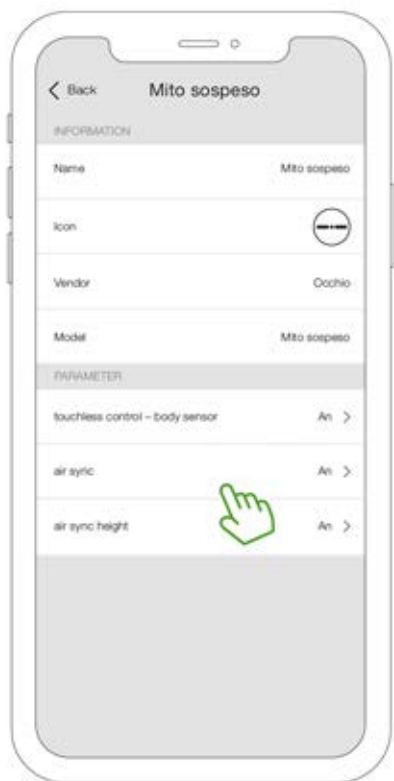 Back Mito sospeso
INFORMATION
Name Mito sospeso
Icon
Vendor Occhio
Model Mito sospeso
PARAMETER
touchless control – body sensor An
air sync An
air sync height An